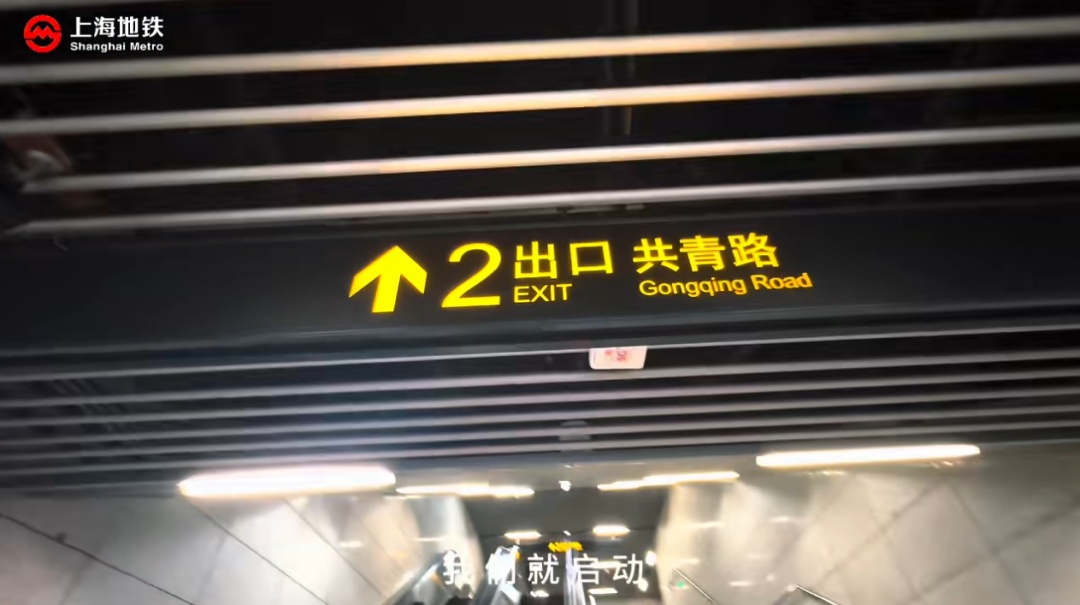 上海地铁
Shanghai Metro
2 出口 共青路
EXIT Gongqing Road
我们就启动